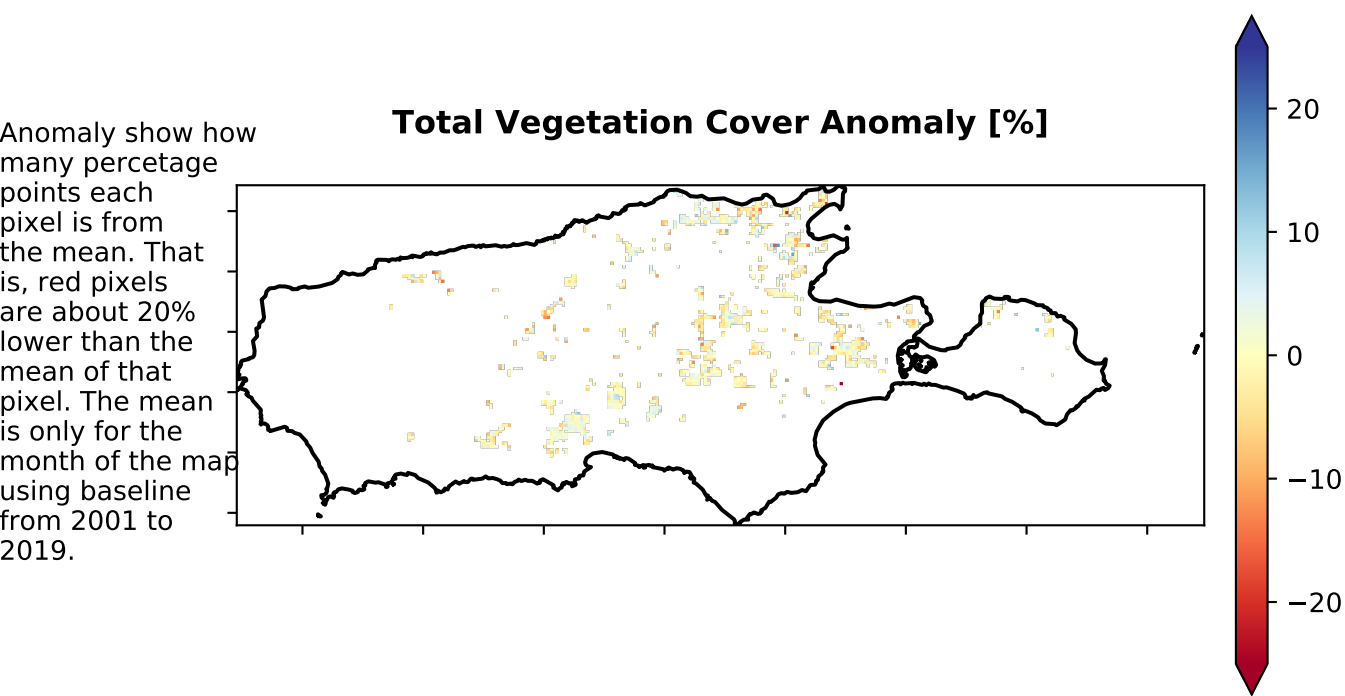 Total Vegetation Cover Anomaly [%]
Anomaly show how
many percetage
points each
pixel is from
the mean. That
is, red pixels
are about 20%
lower than the
mean of that
pixel. The mean
is only for the
month of the map
using baseline
from 2001 to
2019.
20
10
0
−10
−20